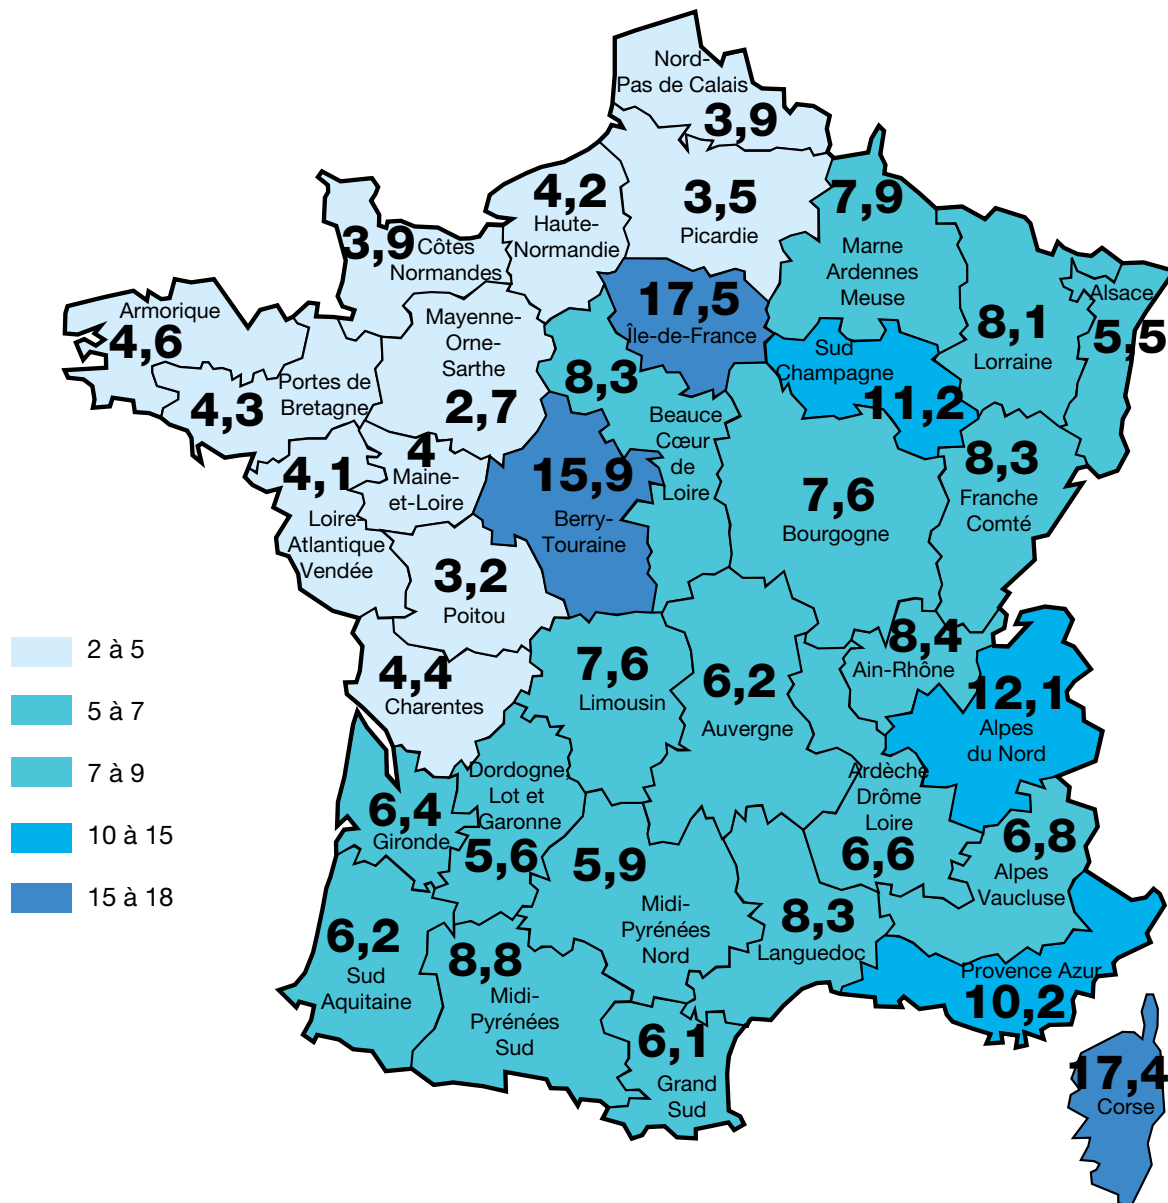 Nord-
Pas de Calais
3,9
4,2
Haute-
Normandie
3,5
Picardie
7,9
Marne
Ardennes
Meuse
3,9
Côtes
Normandes
17,5
Île-de-France
Alsace
5,5
8,1
Lorraine
Armorique
4,6
Mayenne-
Orne-
Sarthe
2,7
Sud
Champagne
11,2
8,3
Beauce
Cœur
de
Loire
Portes de
Bretagne
4,3
4
Maine-
et-Loire
4,1
Loire-
Atlantique
Vendée
15,9
Berry-
Touraine
7,6
Bourgogne
8,3
Franche
Comté
3,2
Poitou
8,4
Ain-Rhône
4,4
Charentes
7,6
Limousin
6,2
Auvergne
12,1
Alpes
du Nord
2 à 5
5 à 7
7 à 9
10 à 15
15 à 18
Dordogne,
Lot et
Garonne
5,6
6,4
Gironde
Ardèche
Drôme
Loire
6,6
6,8
Alpes
Vaucluse
5,9
Midi-
Pyrénées
Nord
8,3
Languedoc
6,2
Sud
Aquitaine
8,8
Midi-
Pyrénées
Sud
Provence Azur
10,2
6,1
Grand
Sud
17,4
Corse